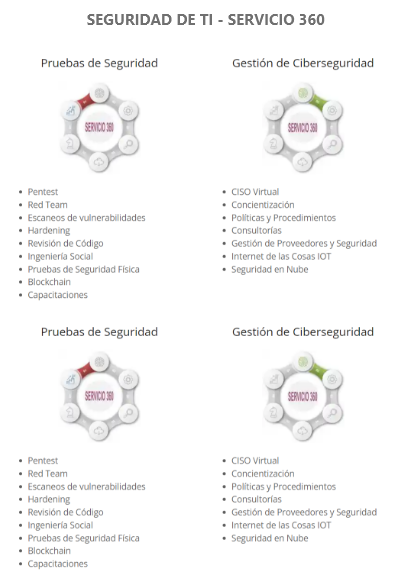 SEGURIDAD DE TI - SERVICIO 360
Pruebas de Seguridad
SERVICIO 360
Pentest
Red Team
Escaneos de vulnerabilidades
Hardening
Revisión de Código
Ingeniería Social
Pruebas de Seguridad Física
Blockchain
Capacitaciones
Gestión de Ciberseguridad
SERVICIO 360
CISO Virtual
Concientización
Políticas y Procedimientos
Consultorías
Gestión de Proveedores y Seguridad
Internet de las Cosas IOT
Seguridad en Nube
Pruebas de Seguridad
SERVICIO 360
Pentest
Red Team
Escaneos de vulnerabilidades
Hardening
Revisión de Código
Ingeniería Social
Pruebas de Seguridad Física
Blockchain
Capacitaciones
Gestión de Ciberseguridad
SERVICIO 360
CISO Virtual
Concientización
Políticas y Procedimientos
Consultorías
Gestión de Proveedores y Seguridad
Internet de las Cosas IOT
Seguridad en Nube